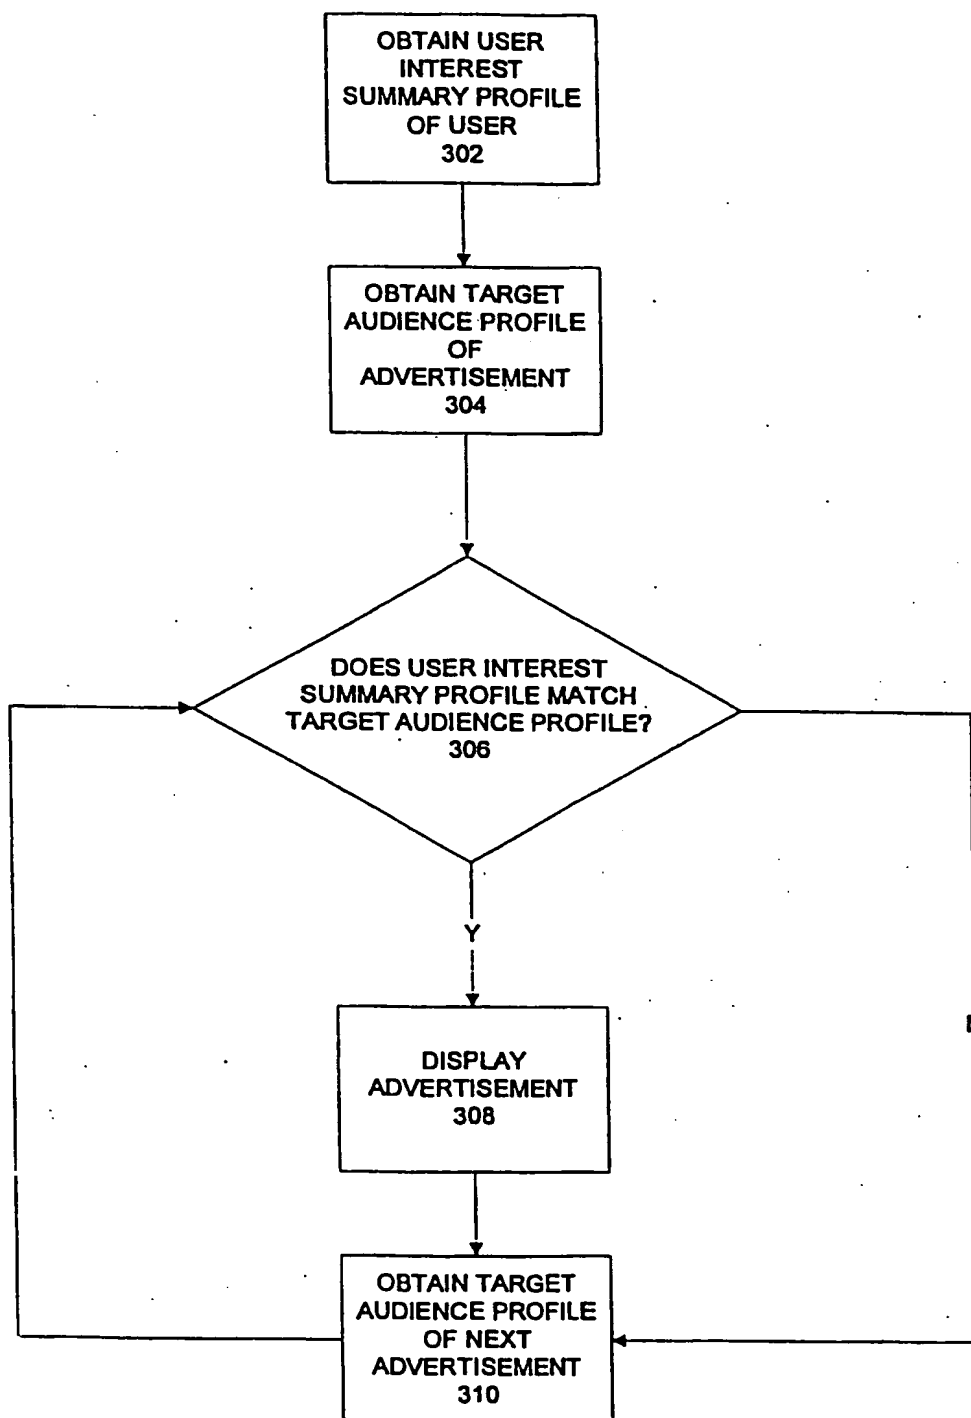 OBTAIN USER
INTEREST
SUMMARY PROFILE
OF USER
302
OBTAIN TARGET
AUDIENCE PROFILE
OF
ADVERTISEMENT
304
DOES USER INTEREST
SUMMARY PROFILE MATCH
TARGET AUDIENCE PROFILE?
306
Y
DISPLAY
ADVERTISEMENT
308
OBTAIN TARGET
AUDIENCE PROFILE
OF NEXT
ADVERTISEMENT
310